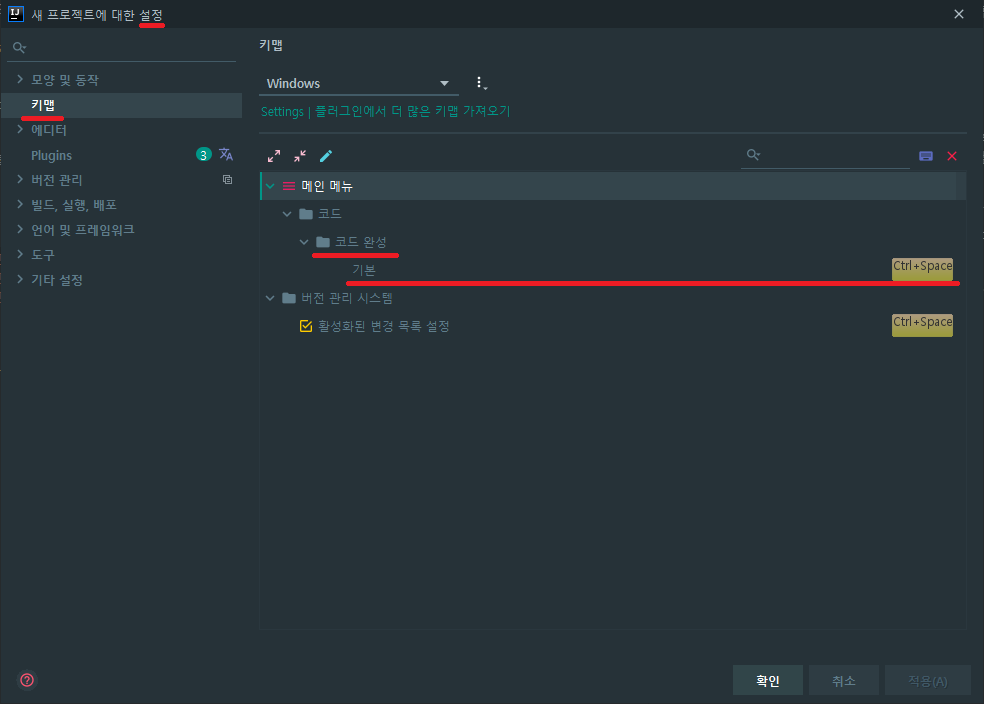 IJ
새 프로젝트에 대한 설정
모양 및 동작
키맵
에디터
Plugins 3
버전 관리
빌드, 실행, 배포
언어 및 프레임워크
도구
기타 설정
키맵
Windows
Settings | 플러그인에서 더 많은 키맵 가져오기
메인 메뉴
코드
코드 완성
기본 Ctrl+Space
버전 관리 시스템
활성화된 변경 목록 설정 Ctrl+Space
?
확인 취소 적용(A)